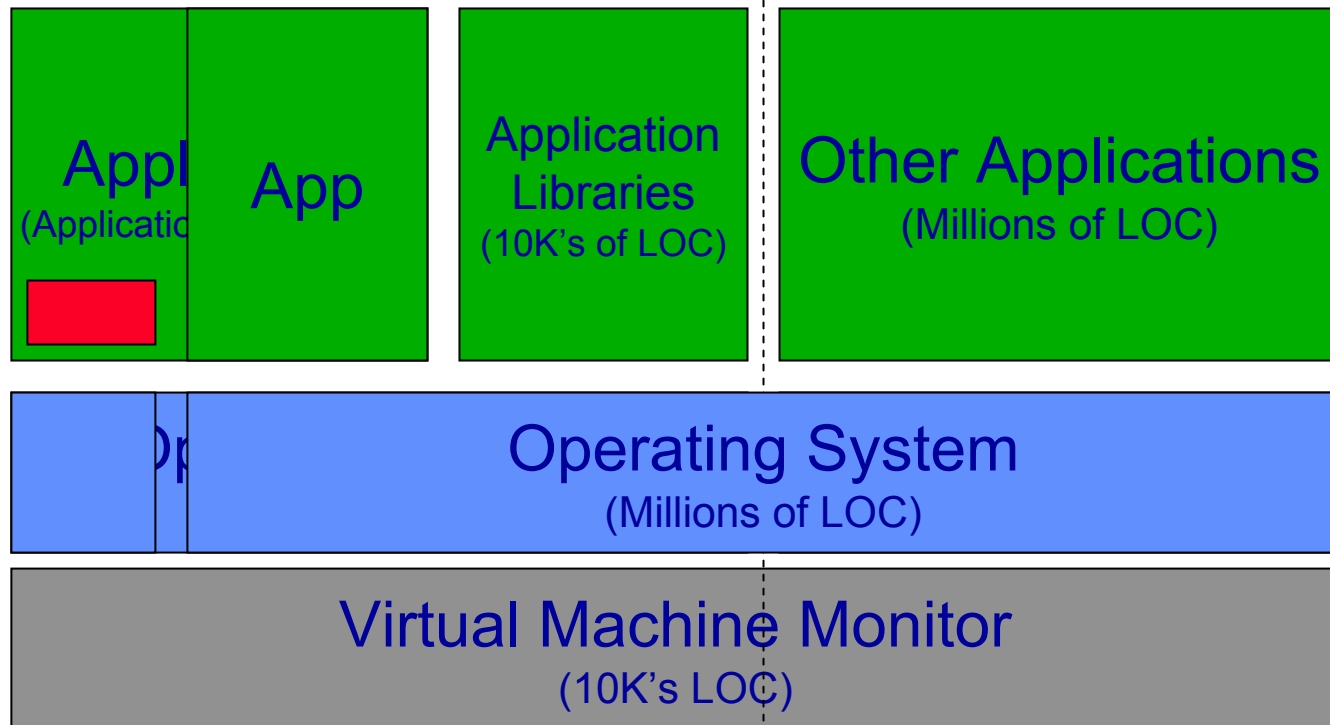 Appl
(Applicatio
App
Application
Libraries
(10K's of LOC)
Other Applications
(Millions of LOC)
Op
Operating System
(Millions of LOC)
Virtual Machine Monitor
(10K's LOC)